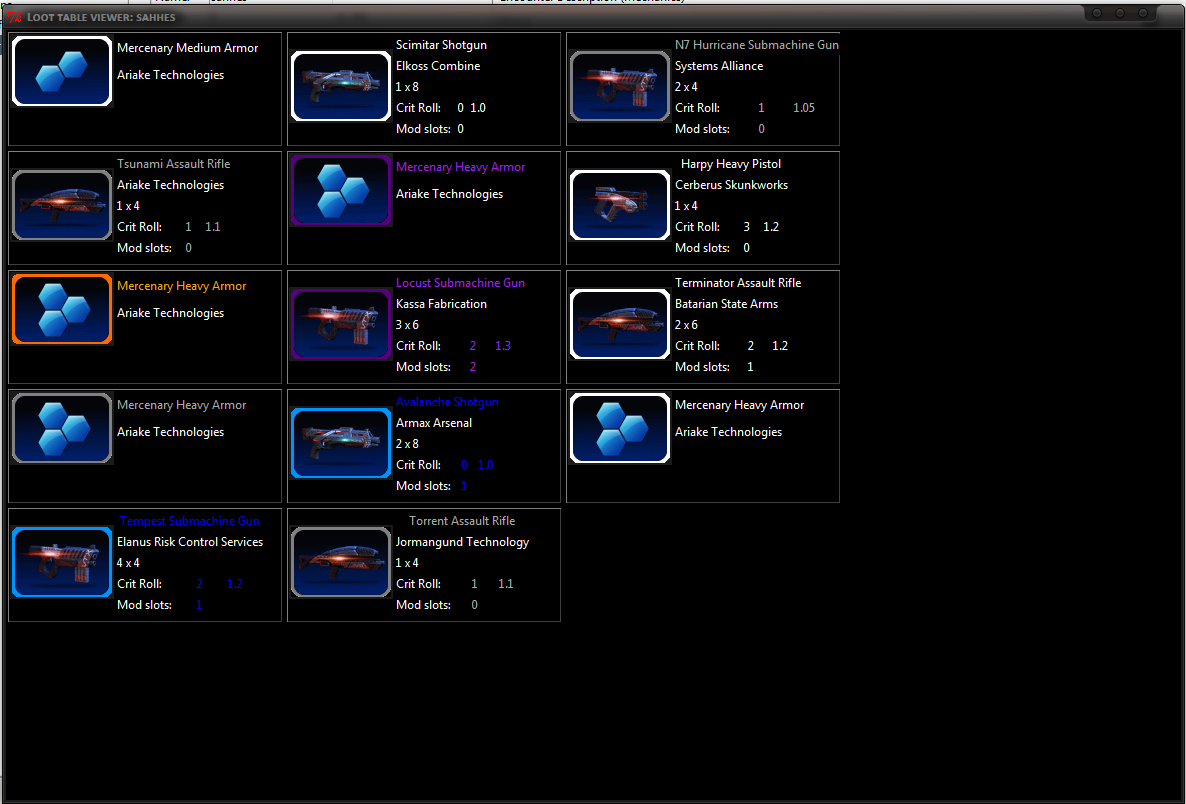 LOOT TABLE VIEWER: SAHHES
Mercenary Medium Armor
Ariake Technologies
Scimitar Shotgun
Elkoss Combine
1 x 8
Crit Roll: 0 1.0
Mod slots: 0
N7 Hurricane Submachine Gun
Systems Alliance
2 x 4
Crit Roll: 1 1.05
Mod slots: 0
Tsunami Assault Rifle
Ariake Technologies
1 x 4
Crit Roll: 1 1.1
Mod slots: 0
Mercenary Heavy Armor
Ariake Technologies
Harpy Heavy Pistol
Cerberus Skunkworks
1 x 4
Crit Roll: 3 1.2
Mod slots: 0
Mercenary Heavy Armor
Ariake Technologies
Locust Submachine Gun
Kassa Fabrication
3 x 6
Crit Roll: 2 1.3
Mod slots: 2
Terminator Assault Rifle
Batarian State Arms
2 x 6
Crit Roll: 2 1.2
Mod slots: 1
Mercenary Heavy Armor
Ariake Technologies
Avalanche Shotgun
Armax Arsenal
2 x 8
Crit Roll: 0 1.0
Mod slots: 1
Mercenary Heavy Armor
Ariake Technologies
Tempest Submachine Gun
Elanus Risk Control Services
4 x 4
Crit Roll: 2 1.2
Mod slots: 1
Torrent Assault Rifle
Jormangund Technology
1 x 4
Crit Roll: 1 1.1
Mod slots: 0